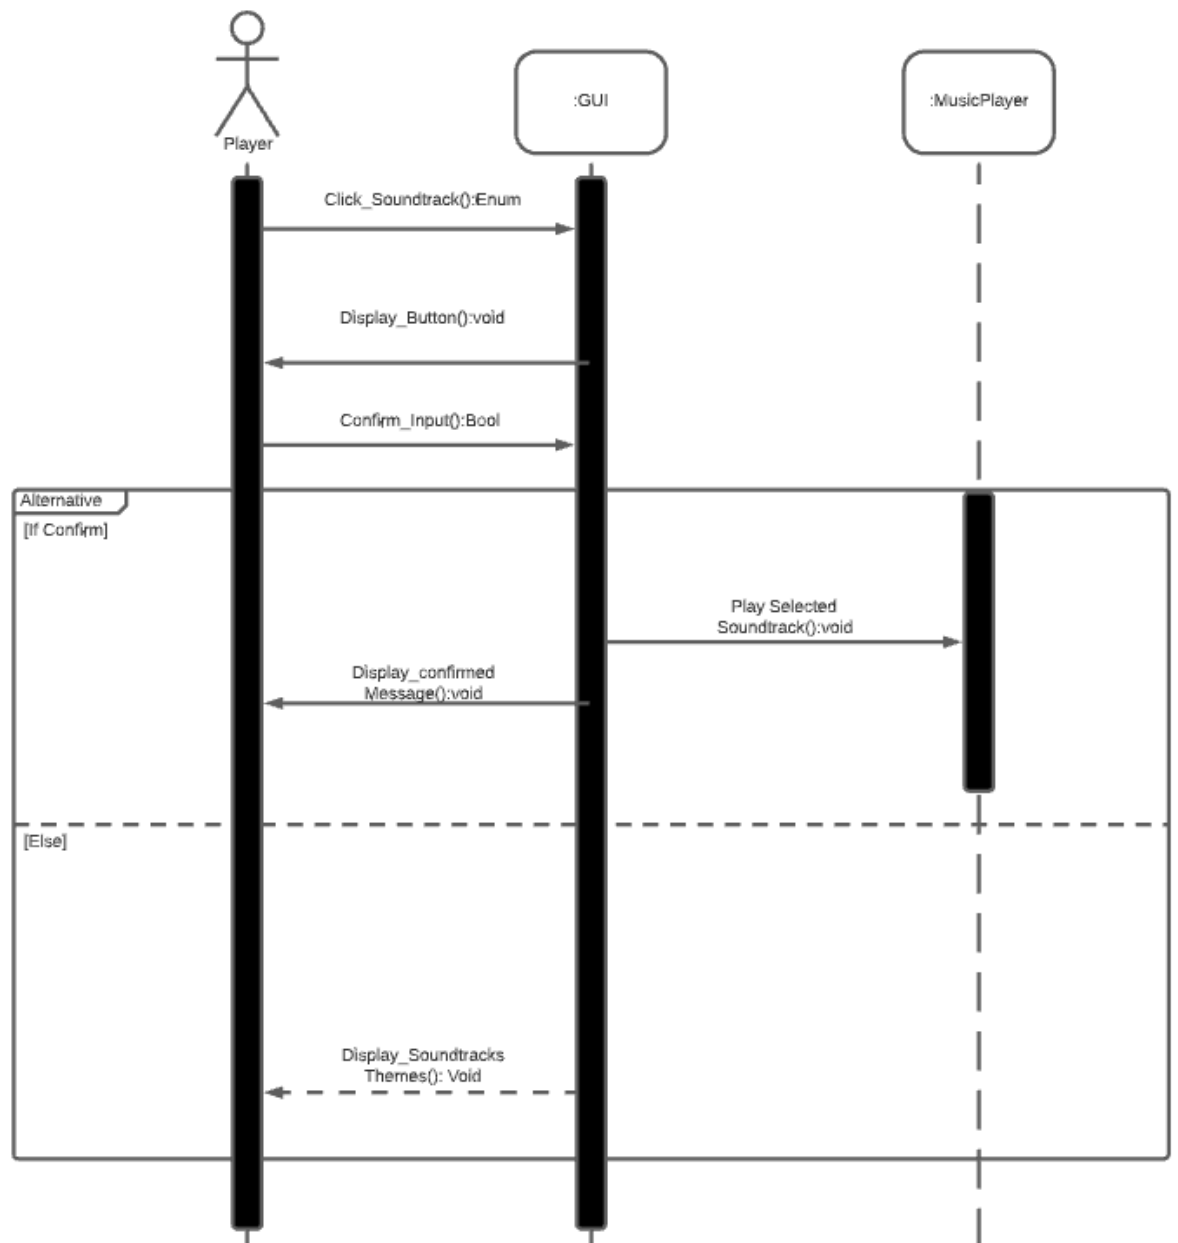 Player
:GUI
:MusicPlayer
Click_Soundtrack():Enum
Display_Button():void
Confirm_Input():Bool
Alternative
[If Confirm]
Play Selected
Soundtrack():void
Display_confirmed
Message():void
[Else]
Display_Soundtracks
Themes(): Void